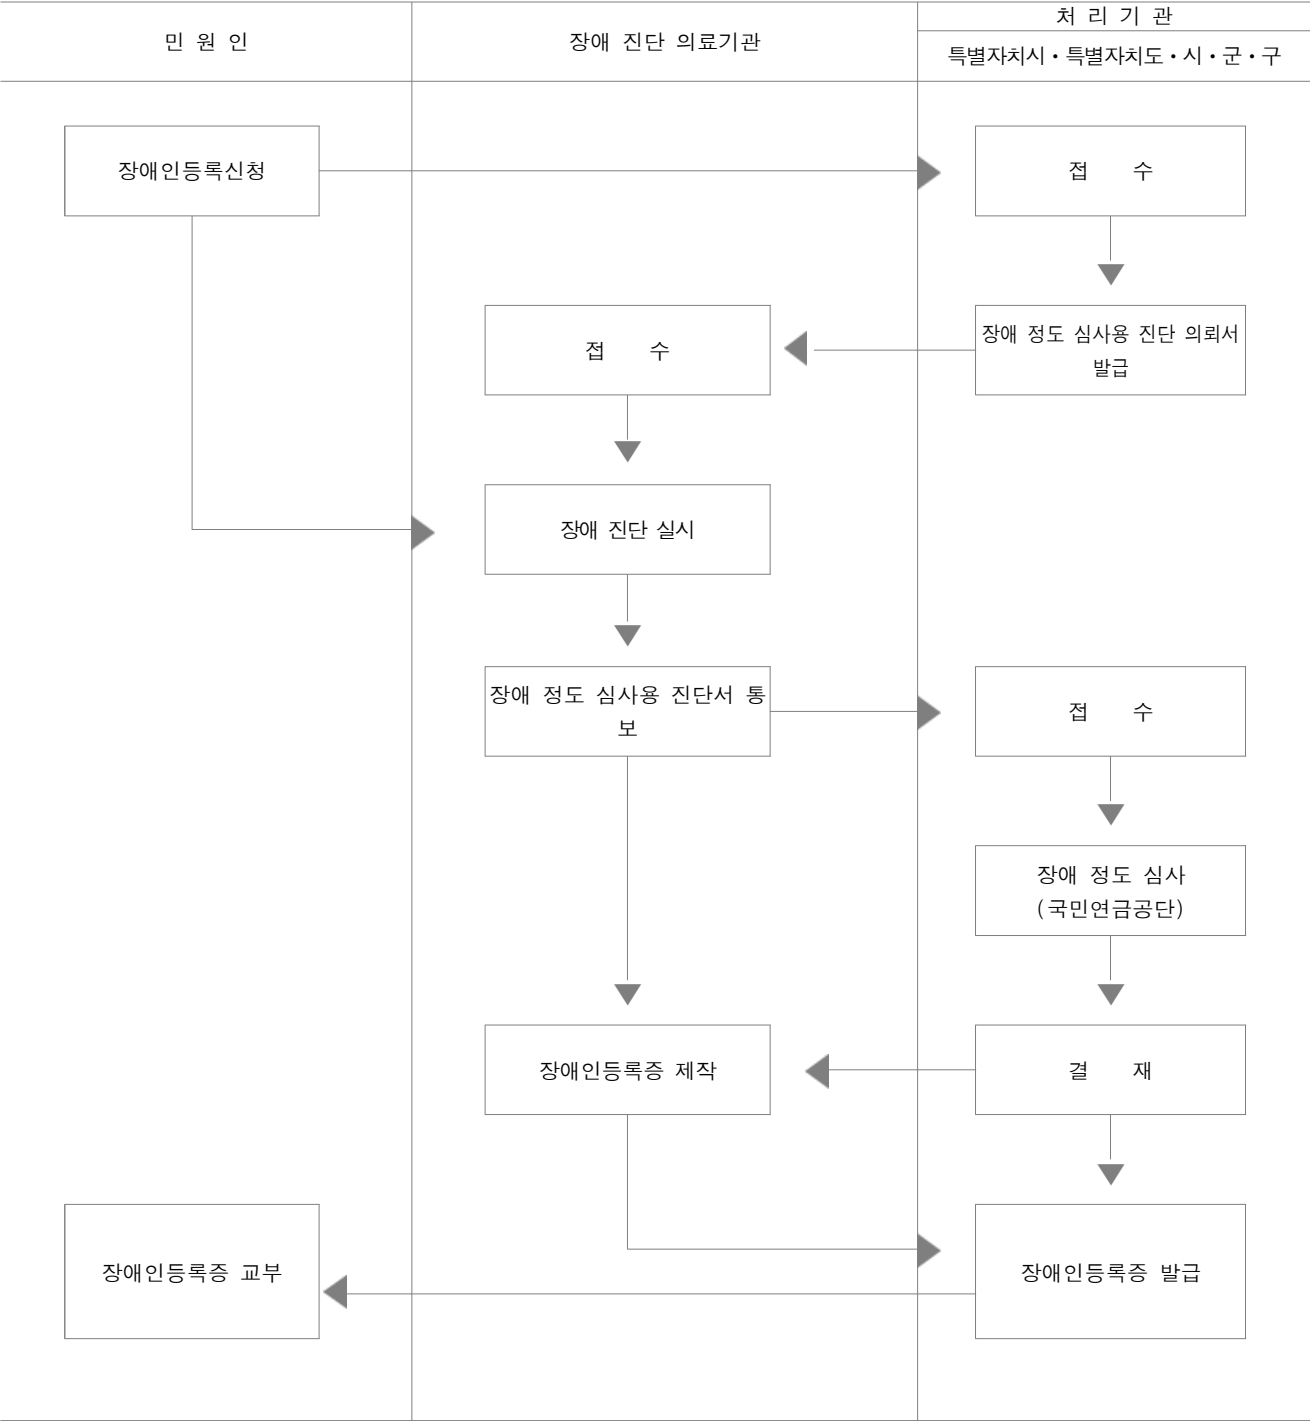 민 원 인
장애 진단 의료기관
처 리 기 관
특별자치시・특별자치도・시・군・구
장애인등록신청
접 수
접 수
장애 정도 심사용 진단 의뢰서
발급
장애 진단 실시
장애 정도 심사용 진단서 통
보
접 수
장애 정도 심사
(국민연금공단)
장애인등록증 제작
결 재
장애인등록증 교부
장애인등록증 발급